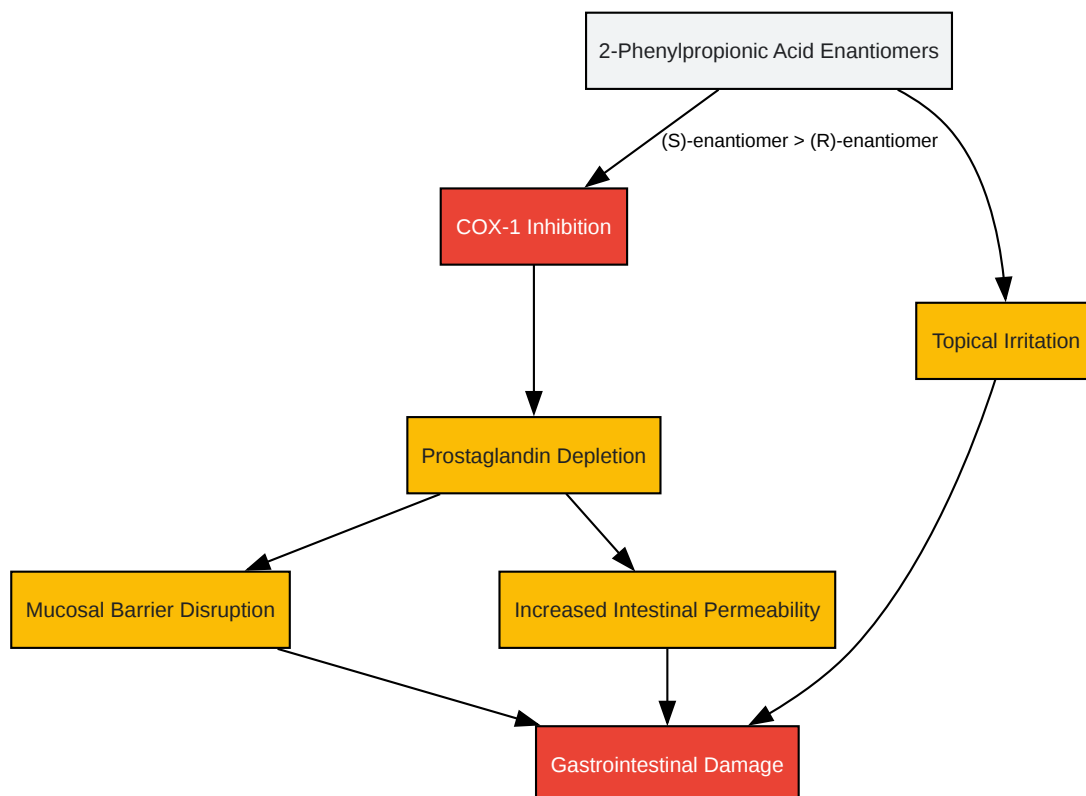 2-Phenylpropionic Acid Enantiomers
(S)-enantiomer > (R)-enantiomer
COX-1 Inhibition
Topical Irritation
Prostaglandin Depletion
Mucosal Barrier Disruption
Increased Intestinal Permeability
Gastrointestinal Damage